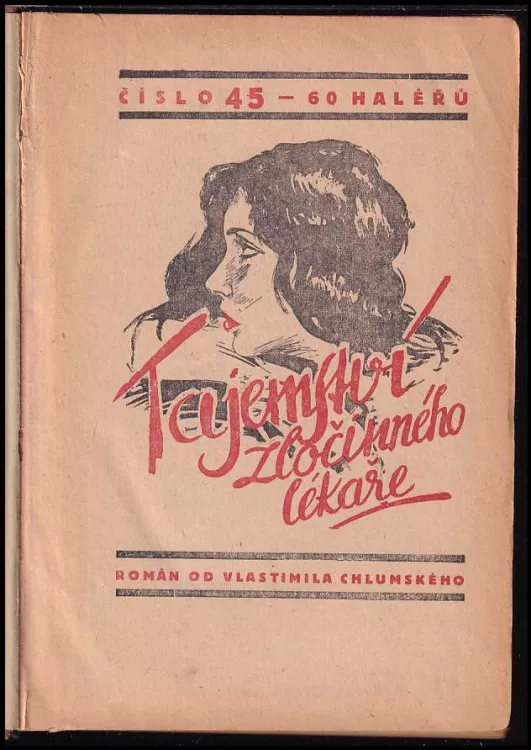 ČÍSLO 45 — 60 HALÉŘŮ
Tajemství
zločinného
lékaře
ROMÁN OD VLASTIMILA CHLUMSKÉHO